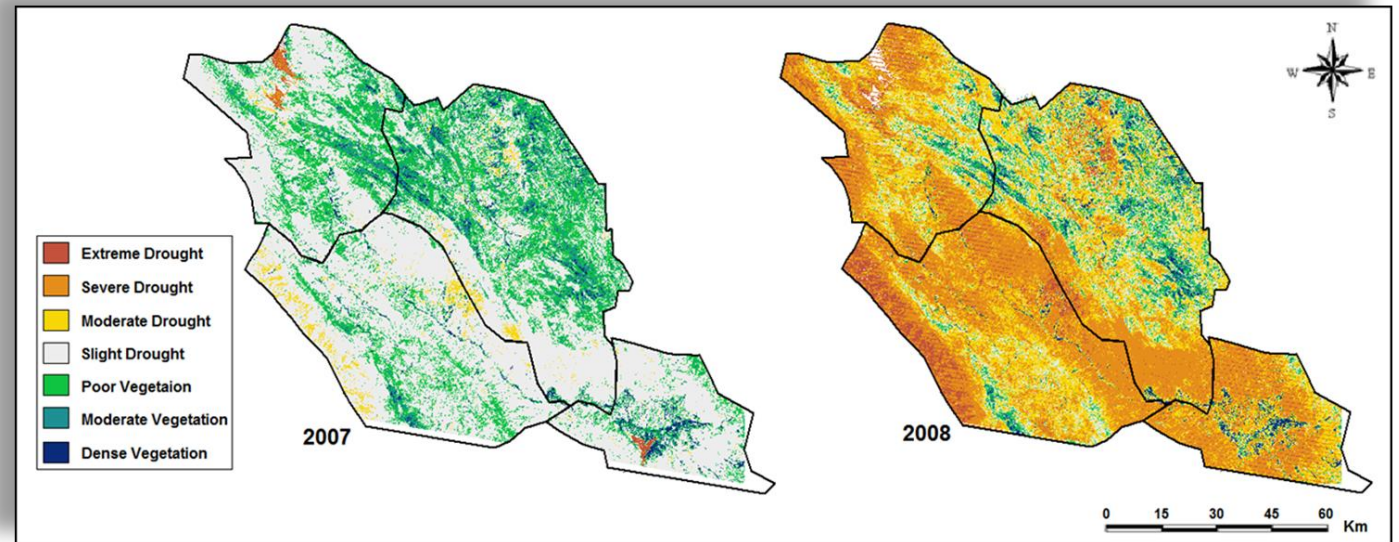 N
W E
S
Extreme Drought
Severe Drought
Moderate Drought
Slight Drought
Poor Vegetaion
Moderate Vegetation
Dense Vegetation
2007
2008
0 15 30 45 60
Km